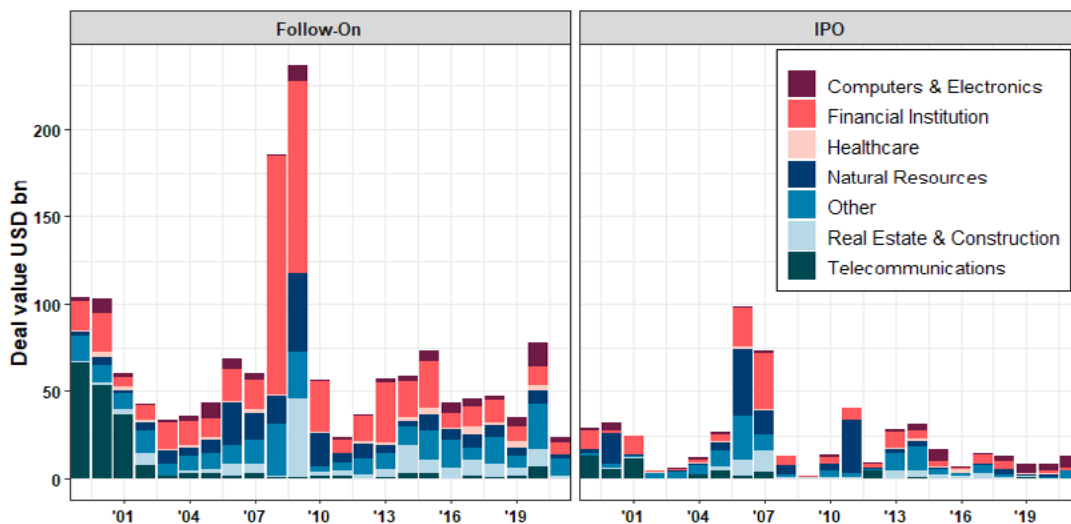 Follow-On
IPO
Deal value USD bn
200
150
100
50
0
Computers & Electronics
Financial Institution
Healthcare
Natural Resources
Other
Real Estate & Construction
Telecommunications
'01 '04 '07 '10 '13 '16 '19
'01 '04 '07 '10 '13 '16 '19